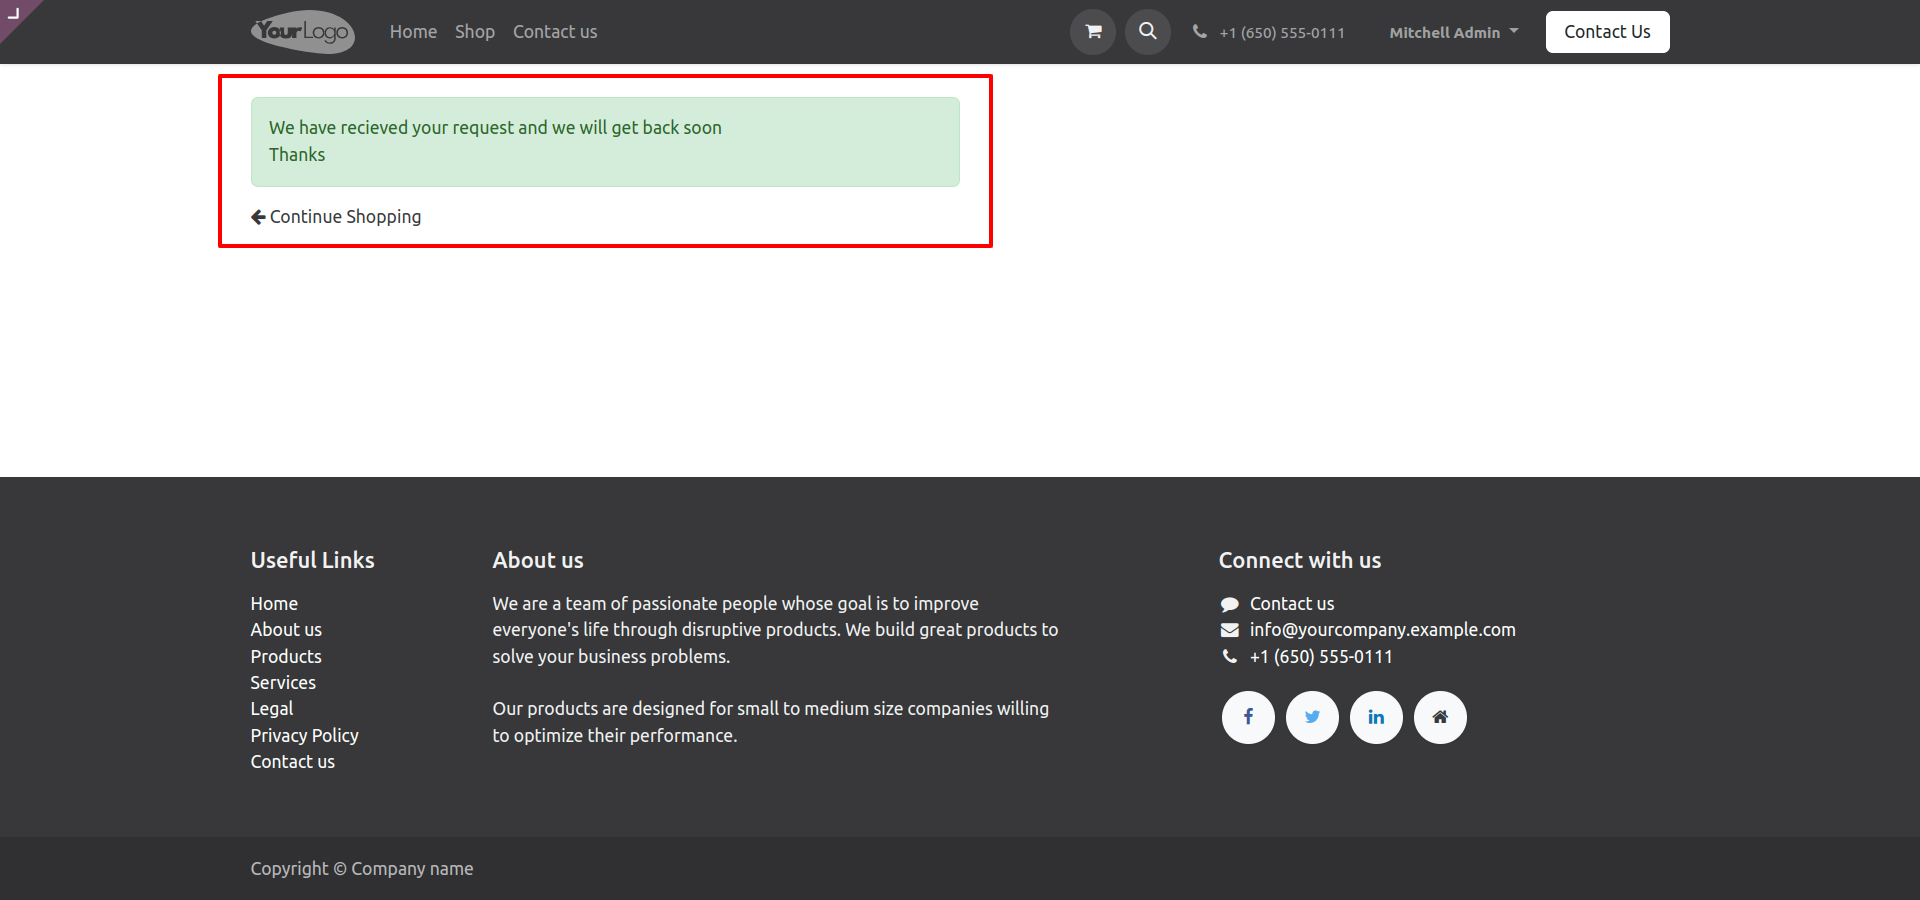 YourLogo
Home Shop Contact us
+1 (650) 555-0111
Mitchell Admin
Contact Us
We have recieved your request and we will get back soon
Thanks
Continue Shopping
Useful Links
Home
About us
Products
Services
Legal
Privacy Policy
Contact us
About us
We are a team of passionate people whose goal is to improve
everyone's life through disruptive products. We build great products to
solve your business problems.
Our products are designed for small to medium size companies willing
to optimize their performance.
Connect with us
Contact us
info@yourcompany.example.com
+1 (650) 555-0111
Copyright © Company name